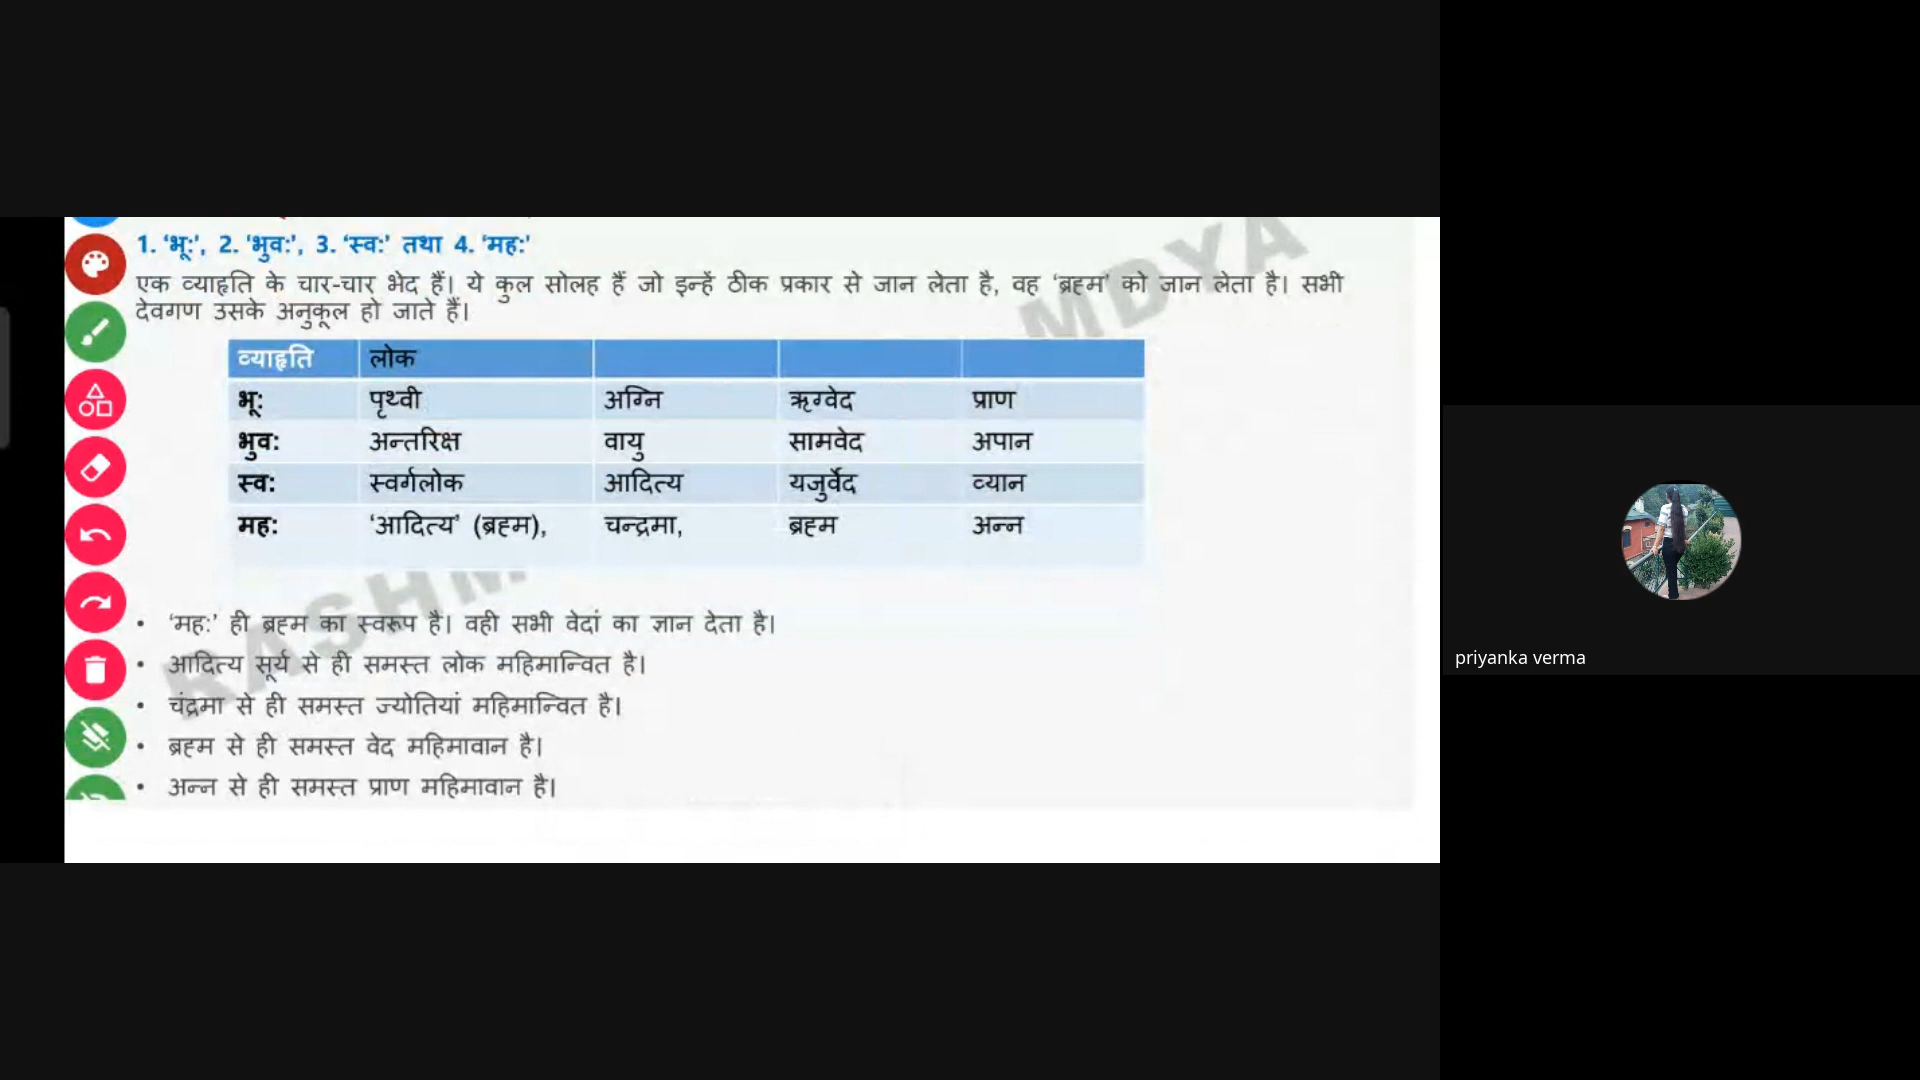 1. ‘भू:’, 2. ‘भुव:’, 3. ‘स्व:’ तथा 4. ‘मह:’
एक व्याहृति के चार-चार भेद हैं। ये कुल सोलह हैं जो इन्हें ठीक प्रकार से जान लेता है, वह ‘ब्रह्म’ को जान लेता है। सभी
देवगण उसके अनुकूल हो जाते हैं।
व्याहृति लोक
भू: पृथ्वी अग्नि ऋग्वेद प्राण
भुव: अन्तरिक्ष वायु सामवेद अपान
स्व: स्वर्गलोक आदित्य यजुर्वेद व्यान
मह: ‘आदित्य’ (ब्रह्म), चन्द्रमा, ब्रह्म अन्न
• ‘मह:’ ही ब्रह्म का स्वरूप है। वही सभी वेदां का ज्ञान देता है।
• आदित्य सूर्य से ही समस्त लोक महिमान्वित है।
• चंद्रमा से ही समस्त ज्योतियां महिमान्वित है।
• ब्रह्म से ही समस्त वेद महिमावान है।
• अन्न से ही समस्त प्राण महिमावान है।
MDYA
RASHM
priyanka verma